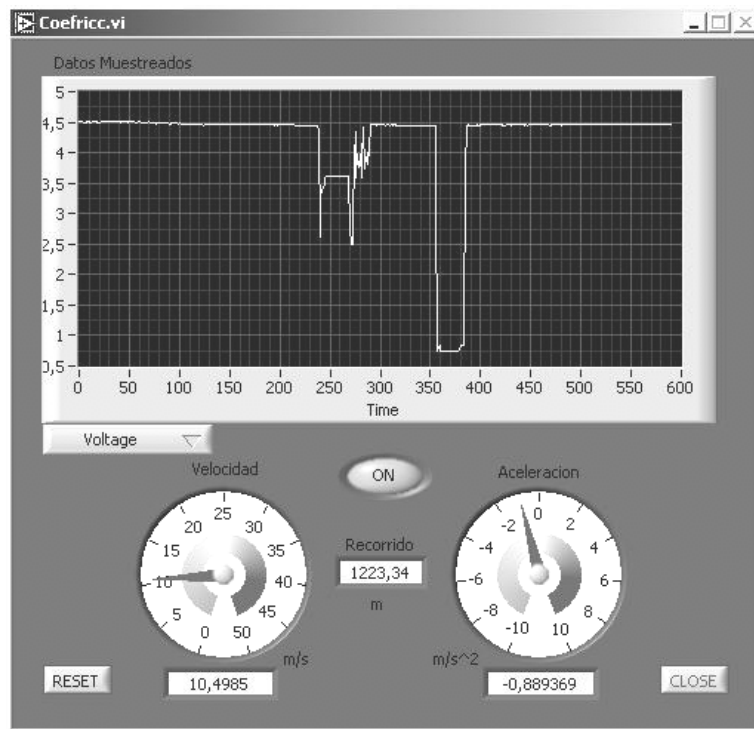 Coefricc.vi
Datos Muestreados
5
4,5
4
3,5
3
2,5
2
1,5
1
0,5
0 50 100 150 200 250 300 350 400 450 500 550 600
Time
Voltage
Velocidad
ON
Aceleracion
0 5 10 15 20 25 30 35 40 45 50
Recorrido
1223,34
m
-10 -8 -6 -4 -2 0 2 4 6 8 10
m/s
m/s^2
RESET
10,4985
-0,889369
CLOSE